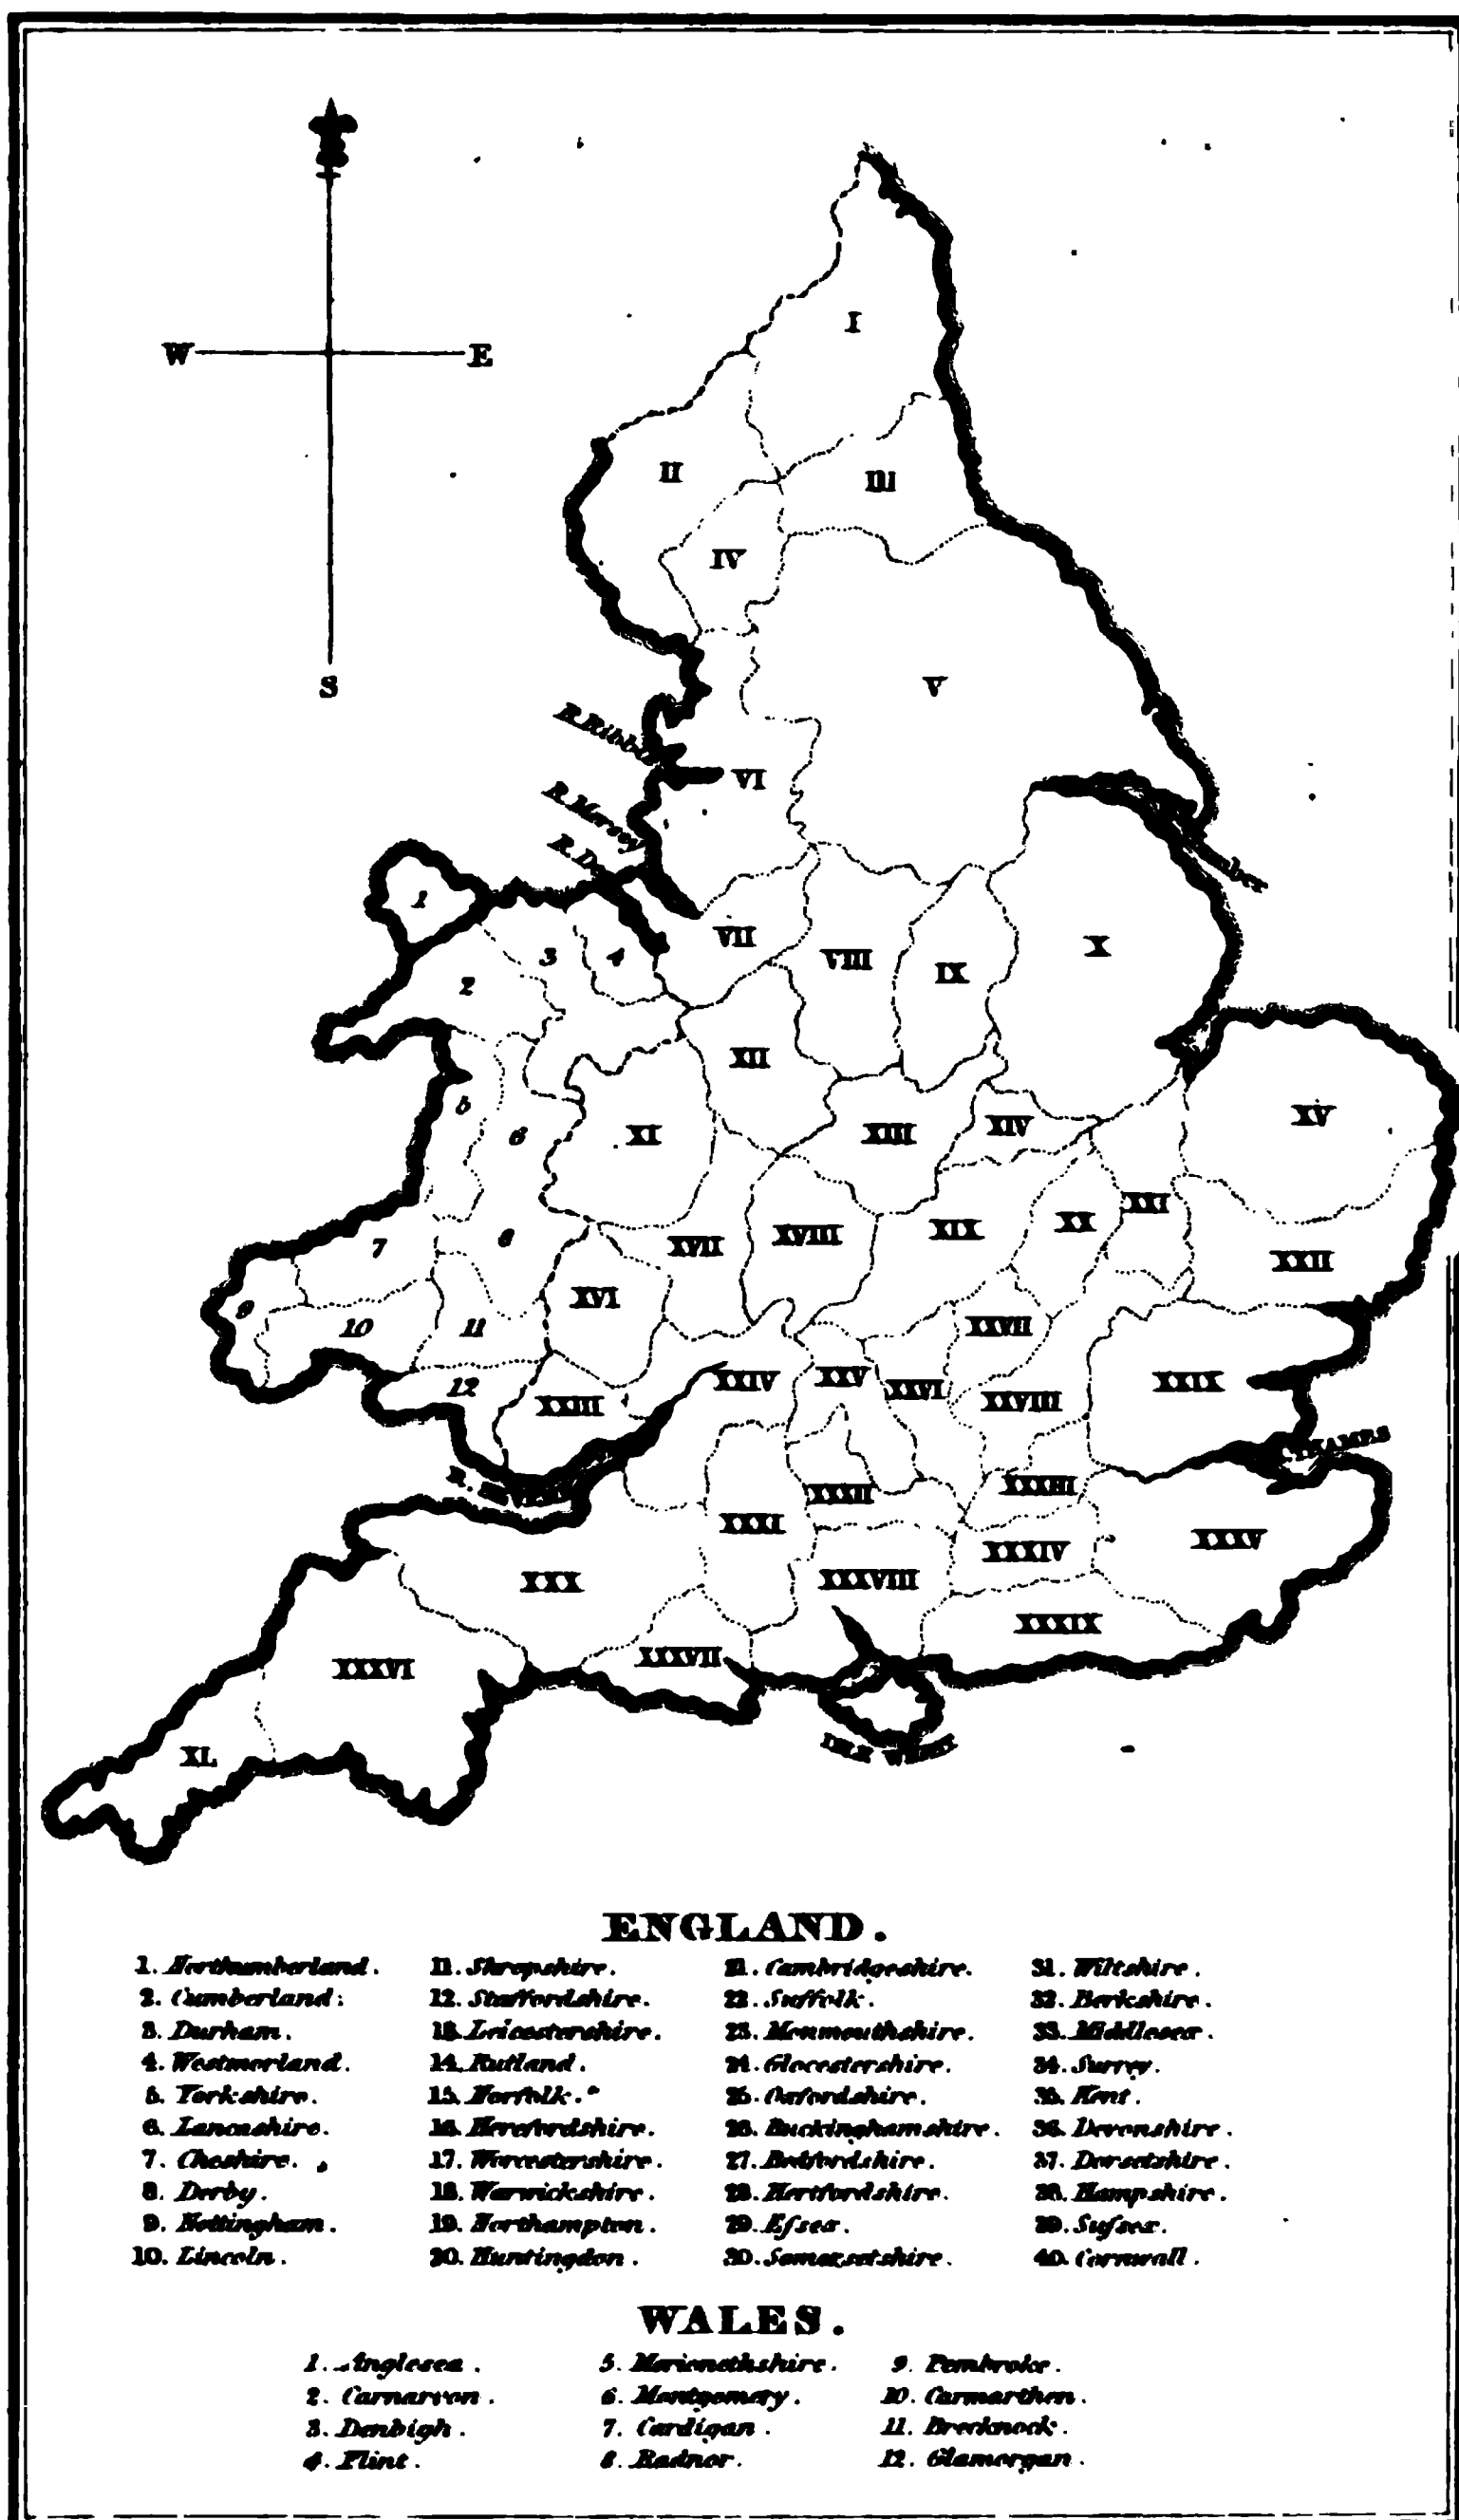 I
W E
II
III
IV
S
V
R. Ribble
VI
R. Mersey
R. D
1
VII
3
4
VIII
IX
X
2
XII
5
6
XI
XIII
XIV
XV
7
8
XVII
XVIII
XIX
XX
XXI
XXII
9
10
11
XVI
XXVII
12
XXIII
XXIV
XXV
XXVI
XXVIII
XXIX
THAMES
R. SEVERN
XXXII
XXXIII
XXXI
XXXIV
XXXV
XXX
XXXVIII
XXXIX
XXXVI
XXXVII
XL
ISLE WIGHT
ENGLAND.
1. Northumberland. 11. Shropshire. 21. Cambridgeshire. 31. Wiltshire.
2. Cumberland. 12. Staffordshire. 22. Suffolk. 32. Berkshire.
3. Durham. 13. Leicestershire. 23. Monmouthshire. 33. Middlesex.
4. Westmorland. 14. Rutland. 24. Glocestershire. 34. Surrey.
5. Yorkshire. 15. Norfolk. 25. Oxfordshire. 35. Kent.
6. Lancashire. 16. Herefordshire. 26. Buckinghamshire. 36. Devonshire.
7. Cheshire. 17. Worcestershire. 27. Bedfordshire. 37. Dorsetshire.
8. Derby. 18. Warwickshire. 28. Hertfordshire. 38. Hampshire.
9. Nottingham. 19. Northampton. 29. Eſsex. 39. Suſsex.
10. Lincoln. 20. Huntingdon. 30. Somersetshire. 40. Cornwall.
WALES.
1. Anglesea. 5. Merionethshire. 9. Pembroke.
2. Carnarvon. 6. Montgomery. 10. Carmarthen.
3. Denbigh. 7. Cardigan. 11. Brecknock.
4. Flint. 8. Radnor. 12. Glamorgan.